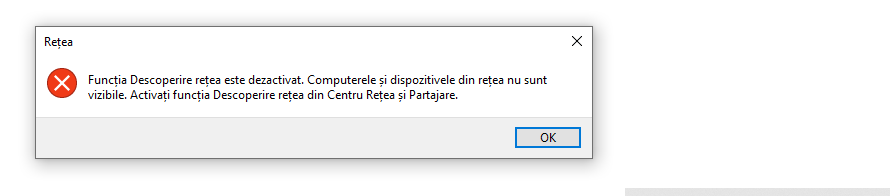 Rețea
Funcția Descoperire rețea este dezactivat. Computerele și dispozitivele din rețea nu sunt
vizibile. Activați funcția Descoperire rețea din Centru Rețea și Partajare.
OK